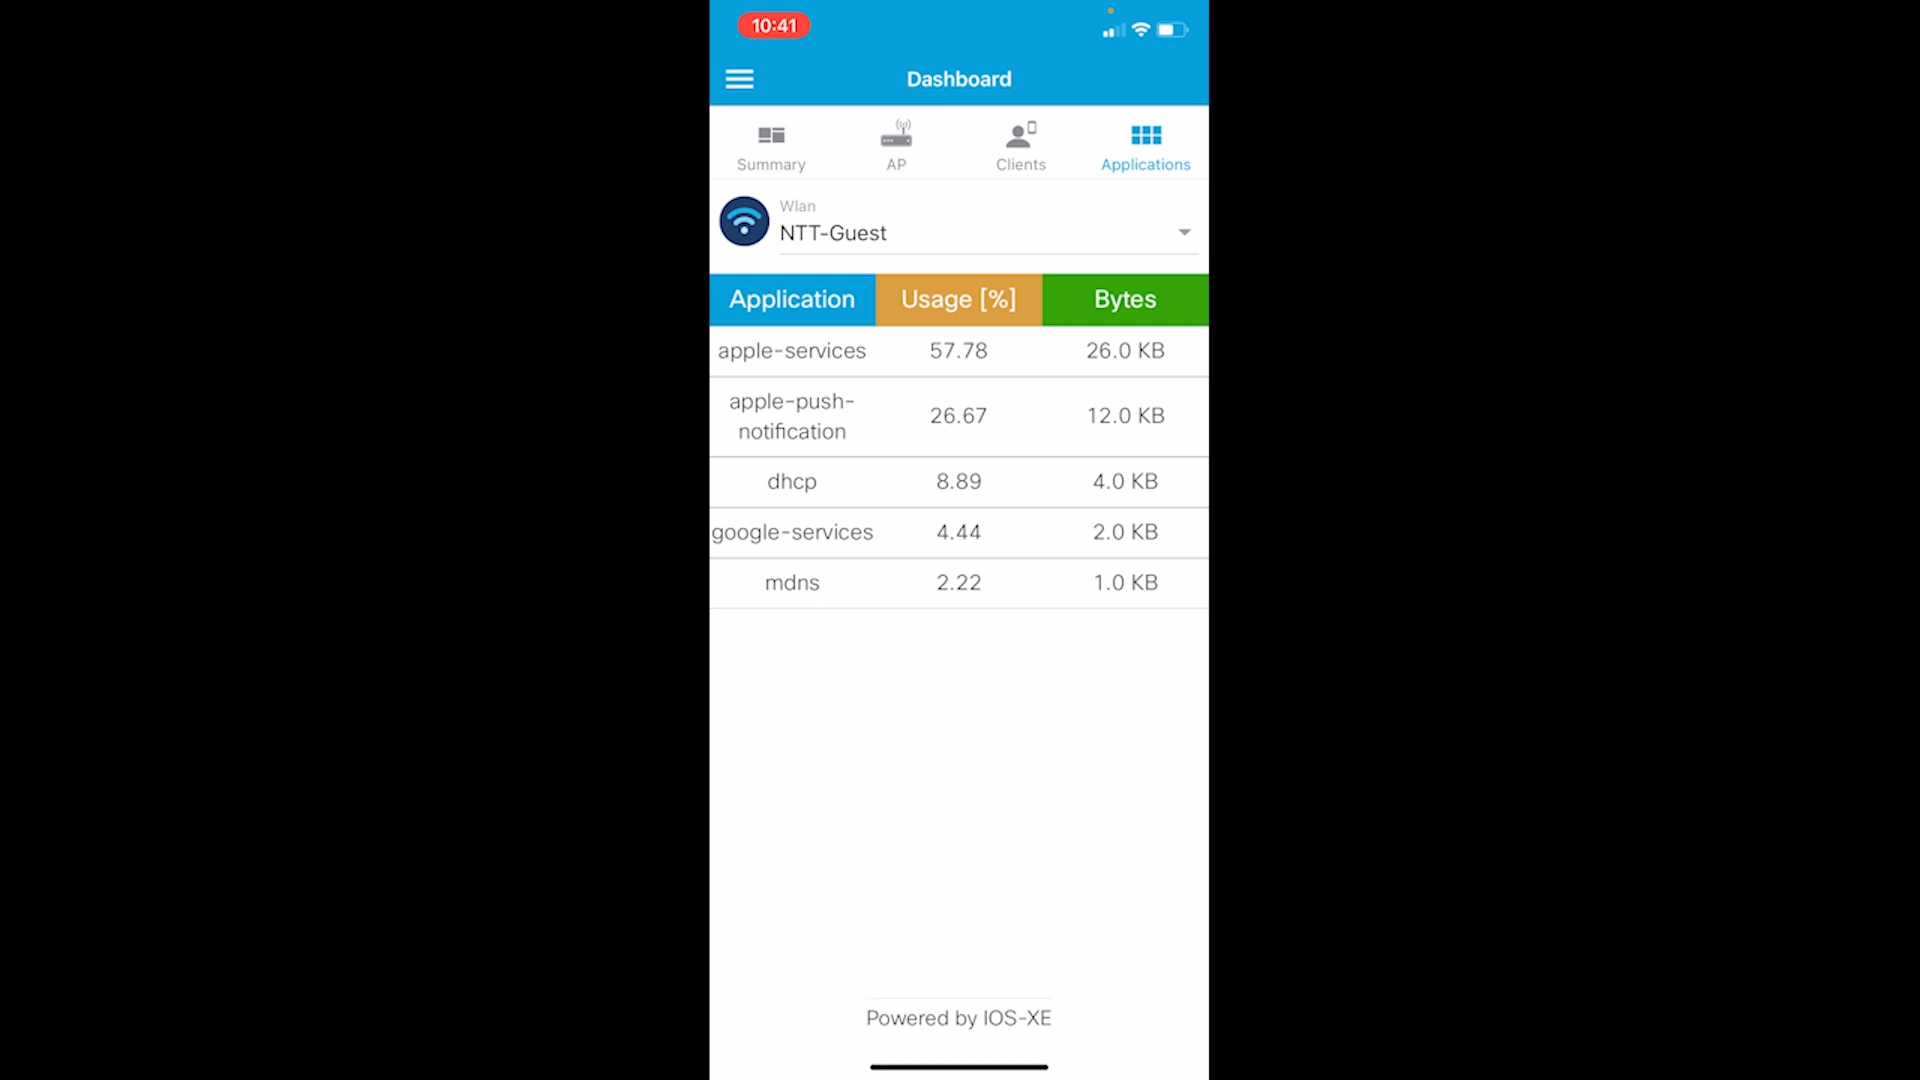 10:41
Dashboard
Summary AP Clients Applications
Wlan
NTT-Guest
Application Usage [%] Bytes
apple-services 57.78 26.0 KB
apple-push-
notification 26.67 12.0 KB
dhcp 8.89 4.0 KB
google-services 4.44 2.0 KB
mdns 2.22 1.0 KB
Powered by IOS-XE